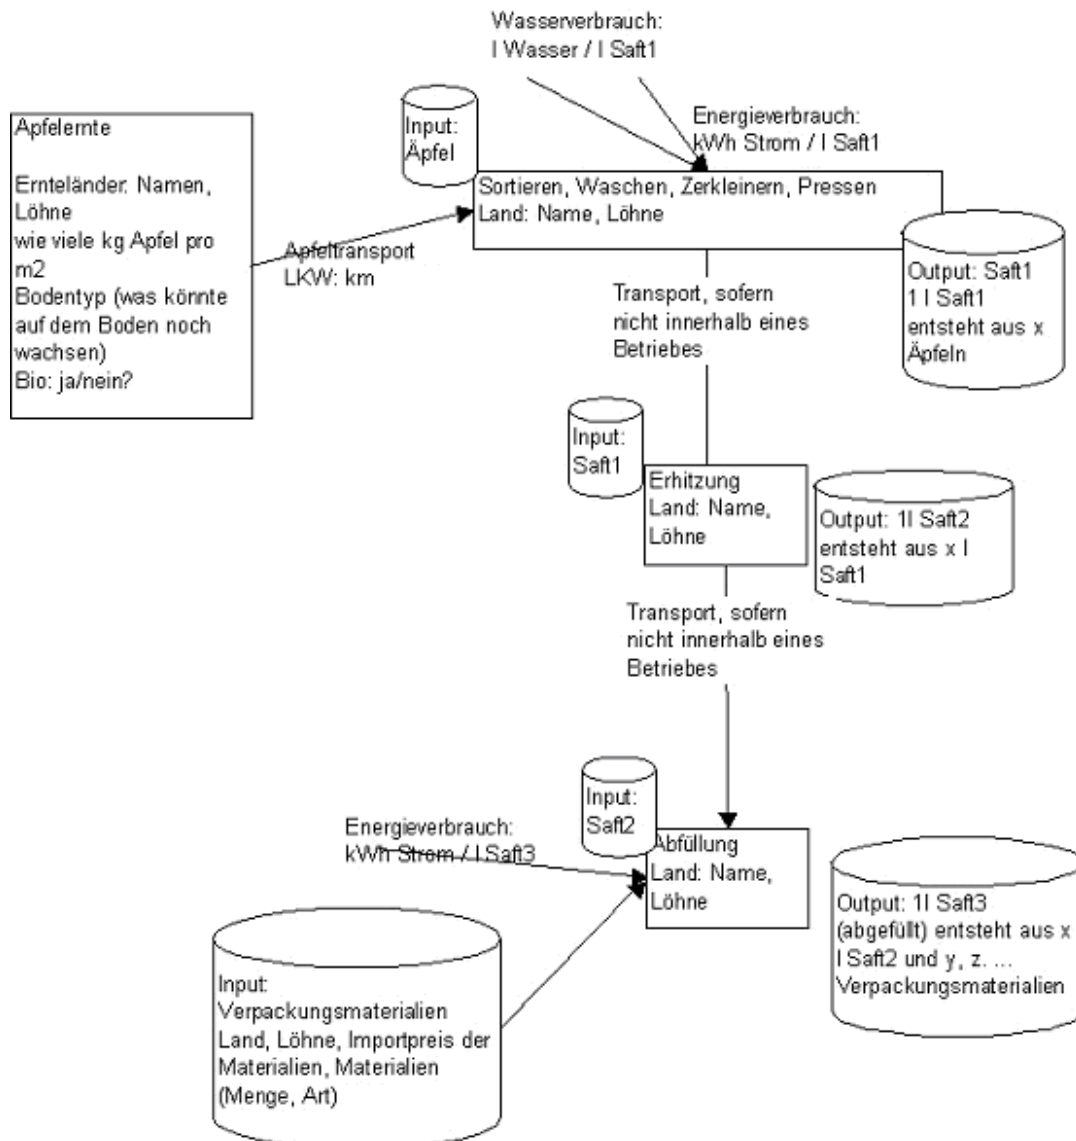 Wasserverbrauch:
l Wasser / l Saft1
Apfelernte
Ernteländer: Namen,
Löhne
wie viele kg Apfel pro
m2
Bodentyp (was könnte
auf dem Boden noch
wachsen)
Bio: ja/nein?
Input:
Äpfel
Energieverbrauch:
kWh Strom / l Saft1
Sortieren, Waschen, Zerkleinern, Pressen
Land: Name, Löhne
Apfeltransport
LKW: km
Output: Saft1
1 l Saft1
entsteht aus x
Äpfeln
Transport, sofern
nicht innerhalb eines
Betriebes
Input:
Saft1
Erhitzung
Land: Name,
Löhne
Output: 1l Saft2
entsteht aus x l
Saft1
Transport, sofern
nicht innerhalb eines
Betriebes
Input:
Saft2
Energieverbrauch:
kWh Strom / l Saft3
Abfüllung
Land: Name,
Löhne
Output: 1l Saft3
(abgefüllt) entsteht aus x
l Saft2 und y, z. ...
Verpackungsmaterialien
Input:
Verpackungsmaterialien
Land, Löhne, Importpreis der
Materialien, Materialien
(Menge, Art)